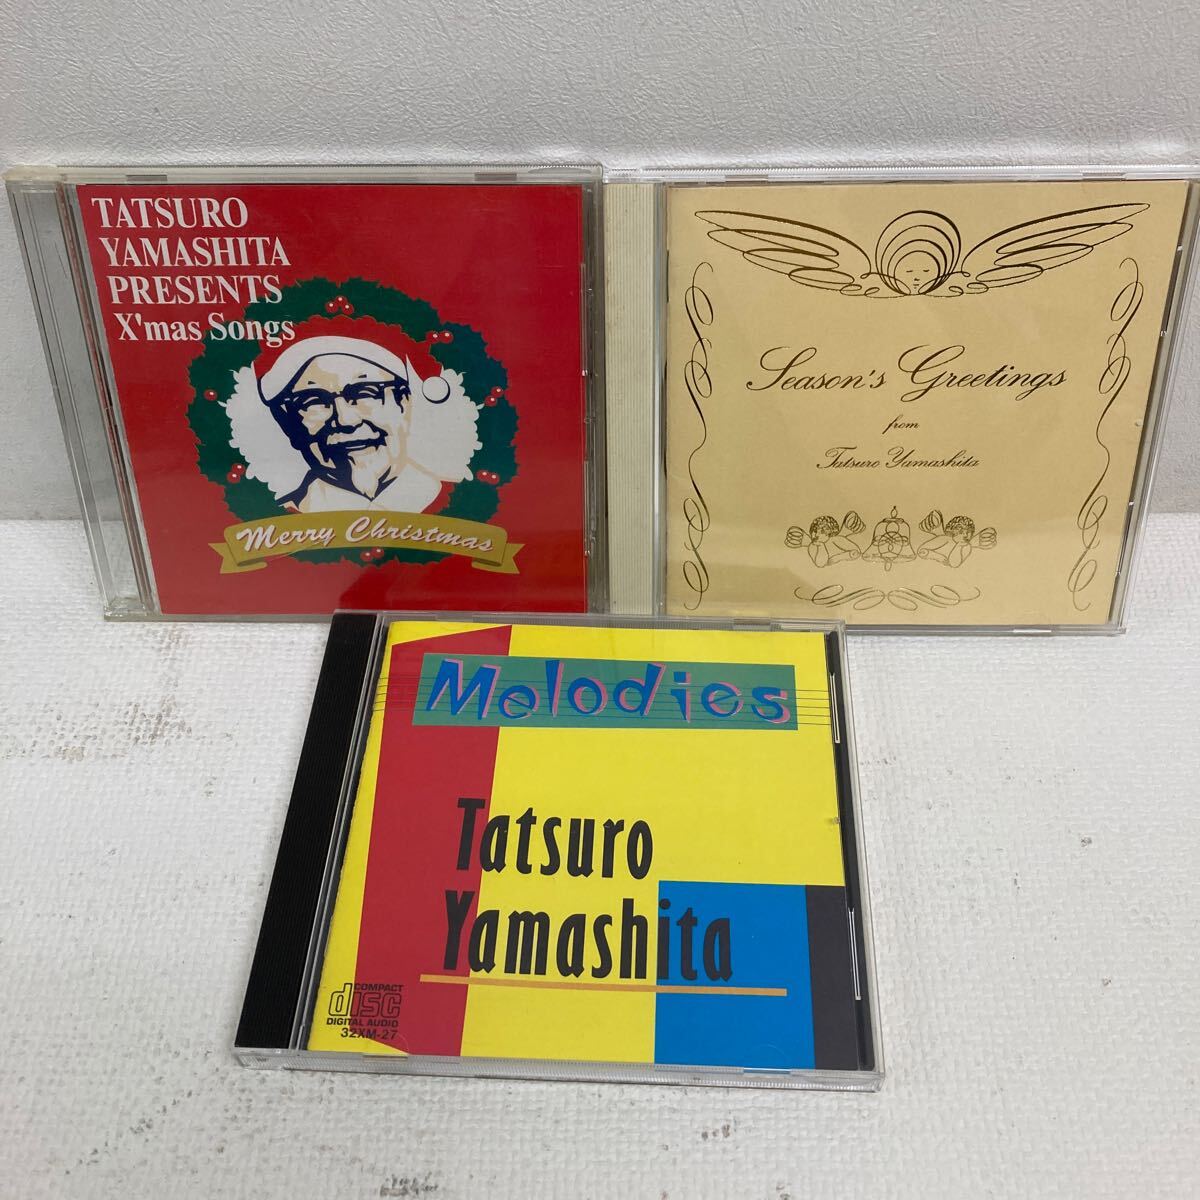 TATSURO
YAMASHITA
PRESENTS
X'mas Songs
Merry Christmas
Season's Greetings
from
Tatsuro Yamashita
Melodies
Tatsuro
Yamashita
COMPACT
disc
DIGITAL AUDIO
32XM-27